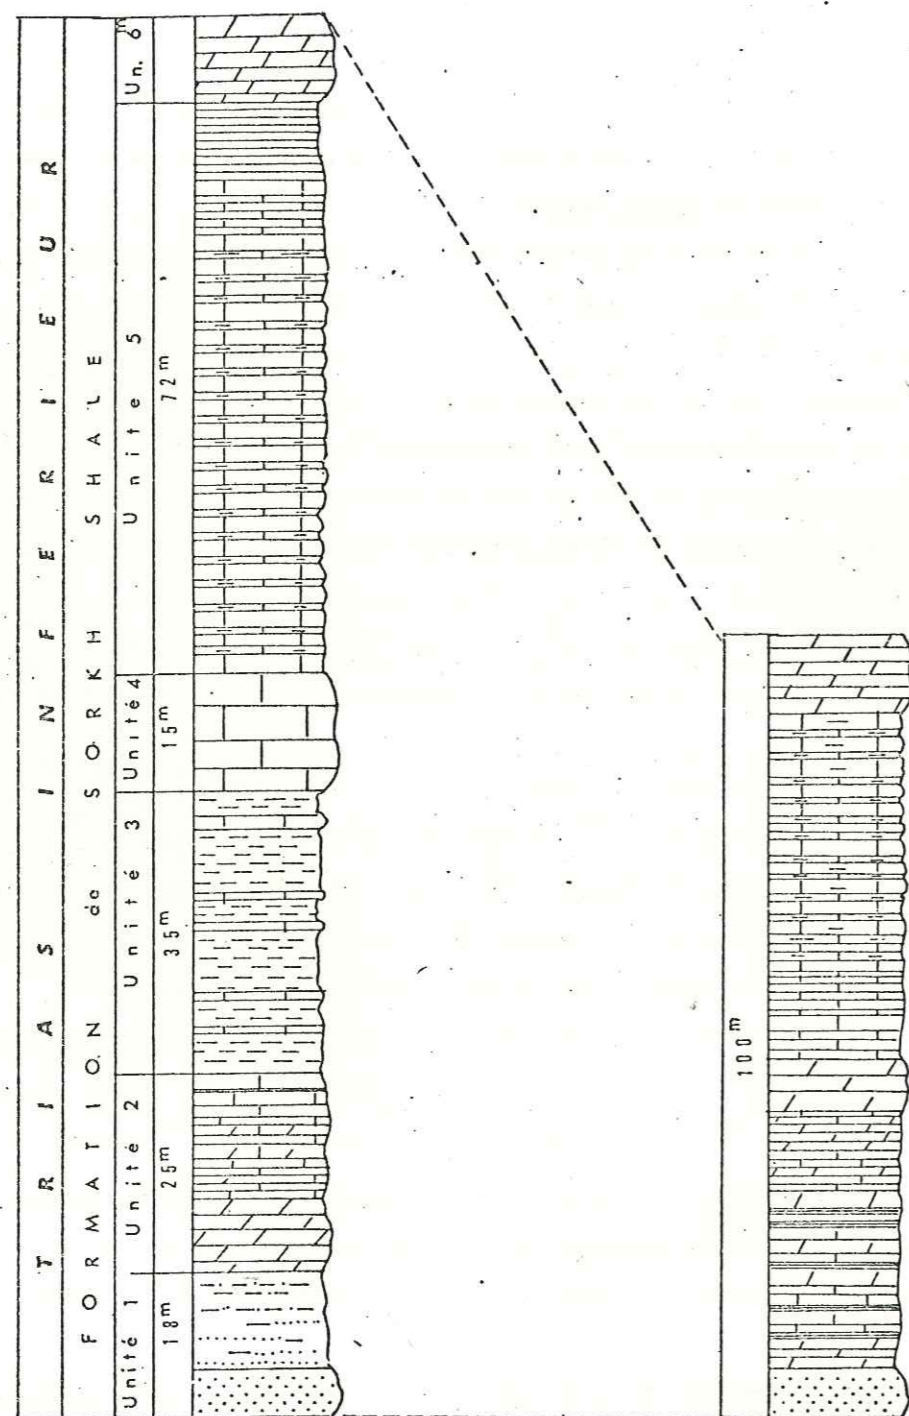 TRIAS INFERIEUR
FORMATION de SORKH SHALE
Un. 6
m
Unite 5
72m
Unité 4
15m
Unité 3
35m
Unité 2
25m
Unité 1
18m
100m